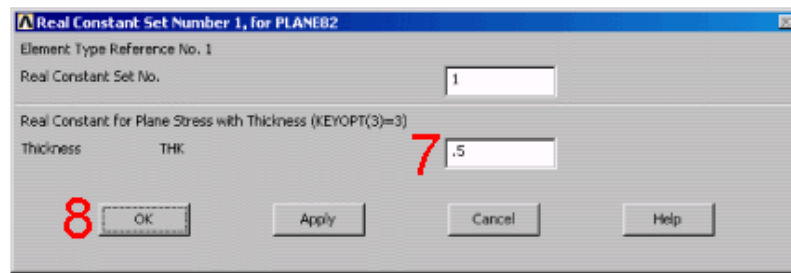 Real Constant Set Number 1, for PLANE82
Element Type Reference No. 1
Real Constant Set No. 1
Real Constant for Plane Stress with Thickness (KEYOPT(3)=3)
Thickness THK 7 .5
8 OK Apply Cancel Help